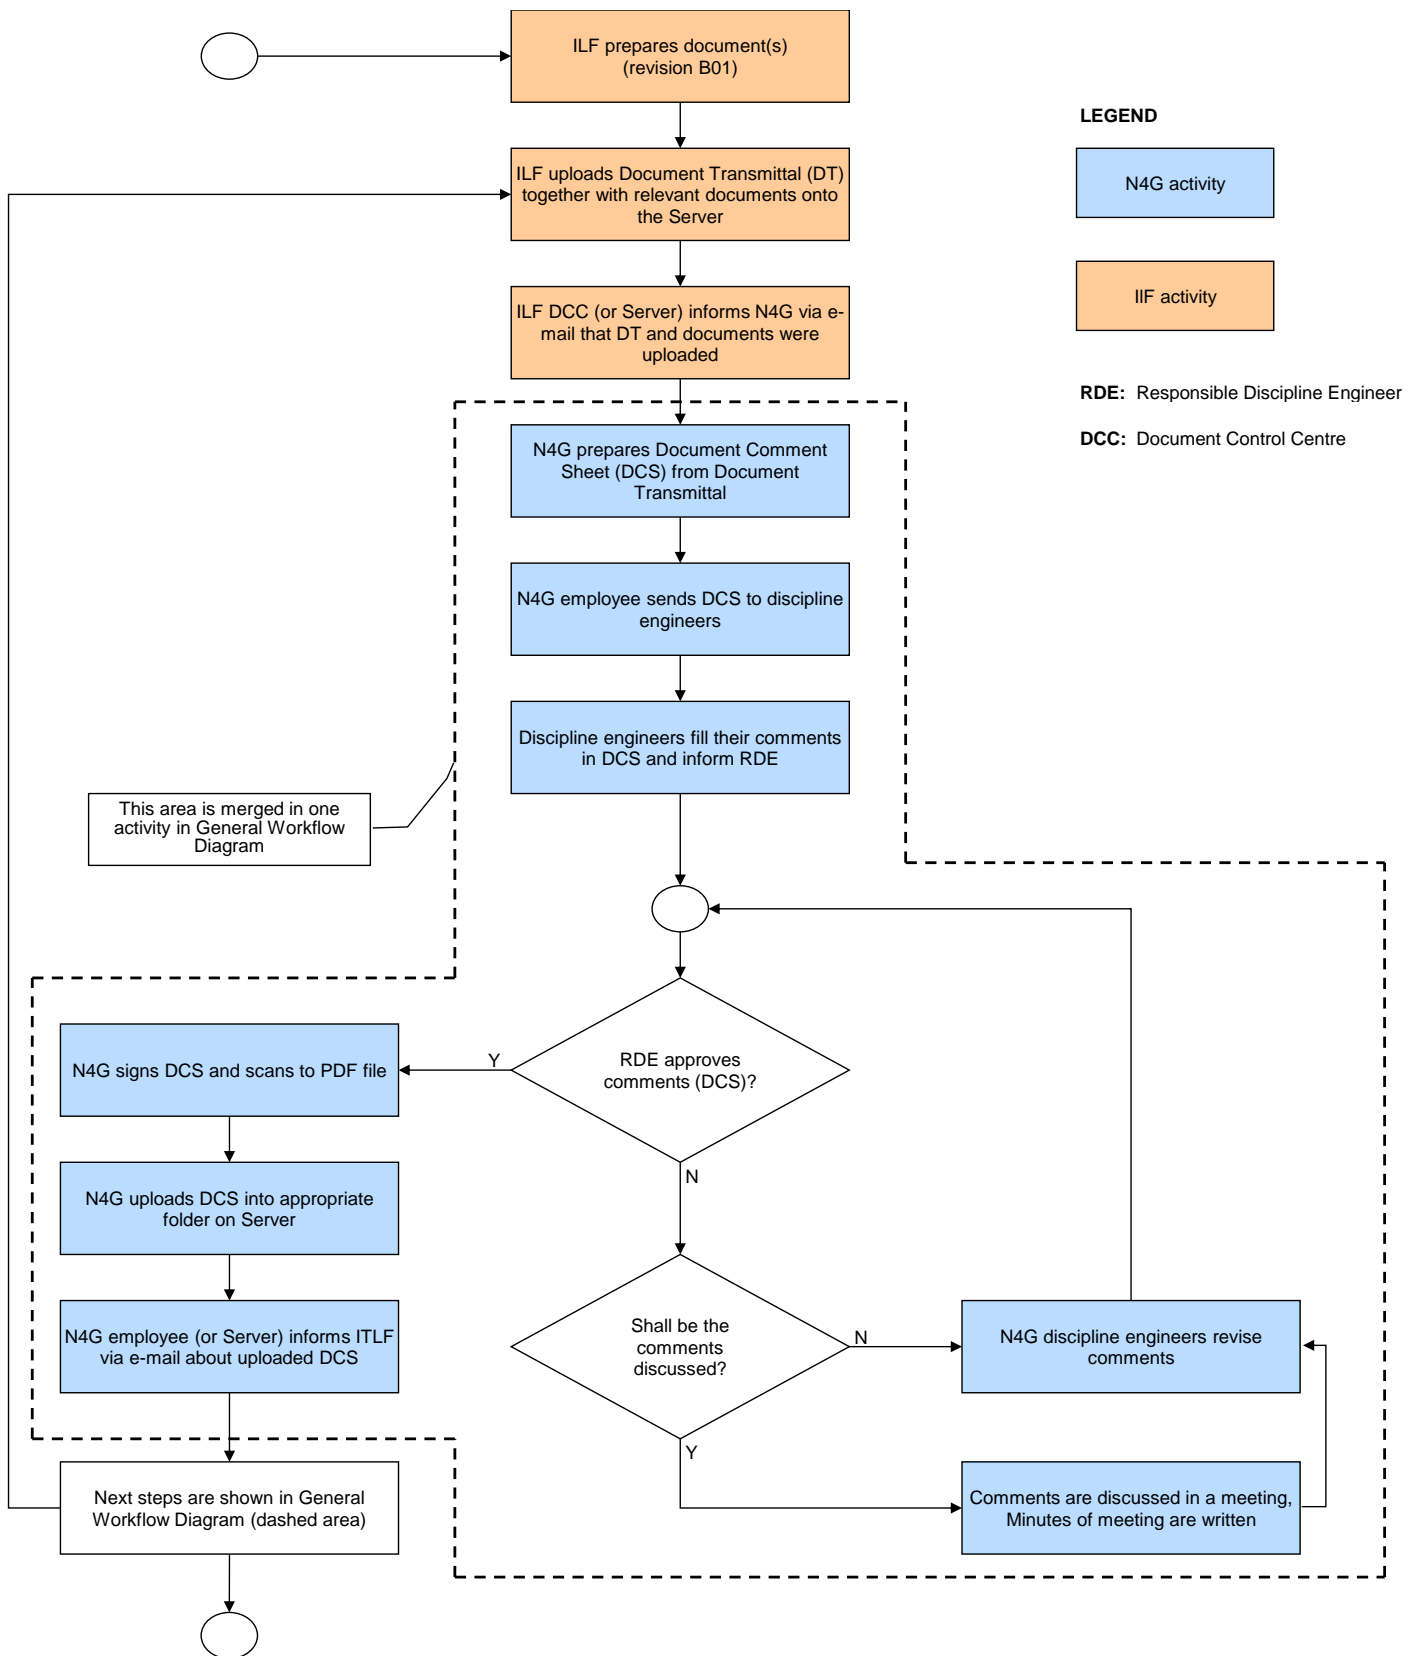 ILF prepares document(s)
(revision B01)
LEGEND
ILF uploads Document Transmittal (DT)
together with relevant documents onto
the Server
N4G activity
ILF DCC (or Server) informs N4G via e-
mail that DT and documents were
uploaded
IlF activity
RDE: Responsible Discipline Engineer
DCC: Document Control Centre
N4G prepares Document Comment
Sheet (DCS) from Document
Transmittal
N4G employee sends DCS to discipline
engineers
Discipline engineers fill their comments
in DCS and inform RDE
This area is merged in one
activity in General Workflow
Diagram
RDE approves
comments (DCS)?
Y
N
N4G signs DCS and scans to PDF file
N4G uploads DCS into appropriate
folder on Server
N4G employee (or Server) informs ITLF
via e-mail about uploaded DCS
Shall be the
comments
discussed?
N
Y
N4G discipline engineers revise
comments
Next steps are shown in General
Workflow Diagram (dashed area)
Comments are discussed in a meeting,
Minutes of meeting are written